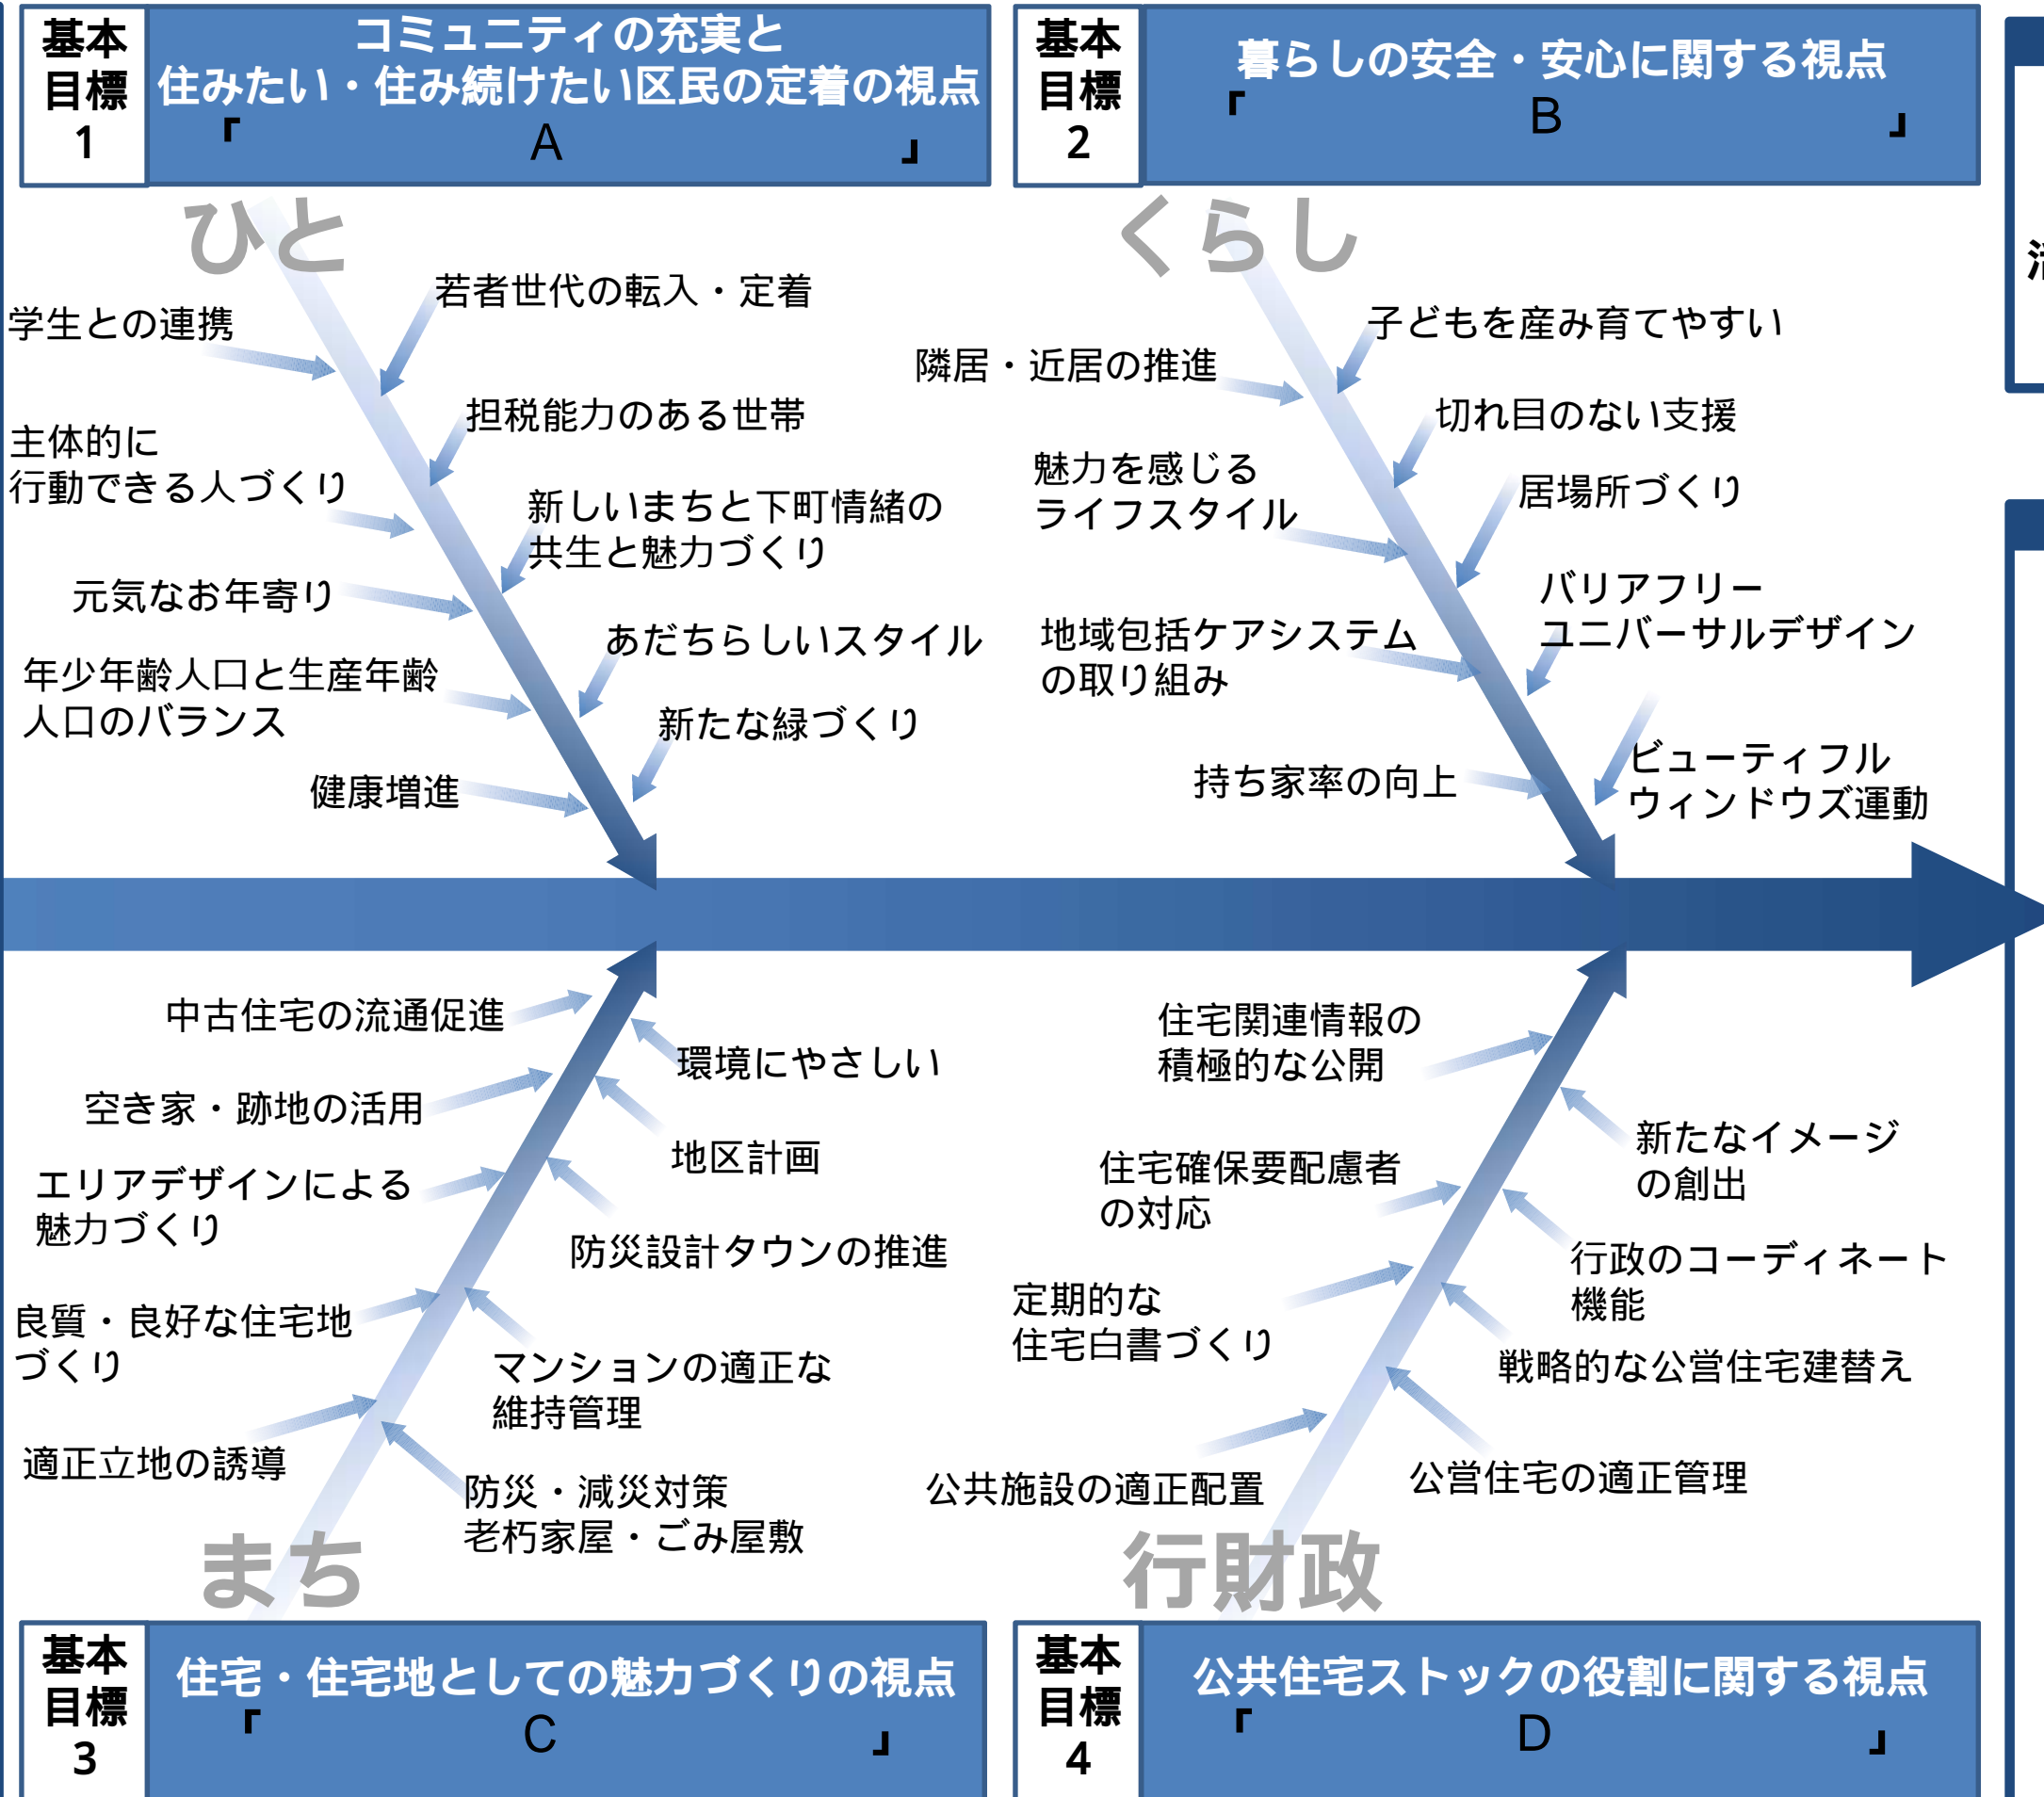 基本
目標
1
コミュニティの充実と
住みたい・住み続けたい区民の定着の視点
「 A 」
基本
目標
2
暮らしの安全・安心に関する視点
「 B 」
ひと
学生との連携
若者世代の転入・定着
担税能力のある世帯
主体的に
行動できる人づくり
新しいまちと下町情緒の
共生と魅力づくり
元気なお年寄り
あだちらしいスタイル
年少年齢人口と生産年齢
人口のバランス
新たな緑づくり
健康増進
くらし
子どもを産み育てやすい
隣居・近居の推進
切れ目のない支援
魅力を感じる
ライフスタイル
居場所づくり
バリアフリー
ユニバーサルデザイン
地域包括ケアシステム
の取り組み
持ち家率の向上
ビューティフル
ウィンドウズ運動
中古住宅の流通促進
環境にやさしい
空き家・跡地の活用
地区計画
エリアデザインによる
魅力づくり
防災設計タウンの推進
良質・良好な住宅地
づくり
マンションの適正な
維持管理
適正立地の誘導
防災・減災対策
老朽家屋・ごみ屋敷
まち
住宅関連情報の
積極的な公開
新たなイメージ
の創出
住宅確保要配慮者
の対応
行政のコーディネート
機能
定期的な
住宅白書づくり
戦略的な公営住宅建替え
公共施設の適正配置
公営住宅の適正管理
行財政
基本
目標
3
住宅・住宅地としての魅力づくりの視点
「 C 」
基本
目標
4
公共住宅ストックの役割に関する視点
「 D 」